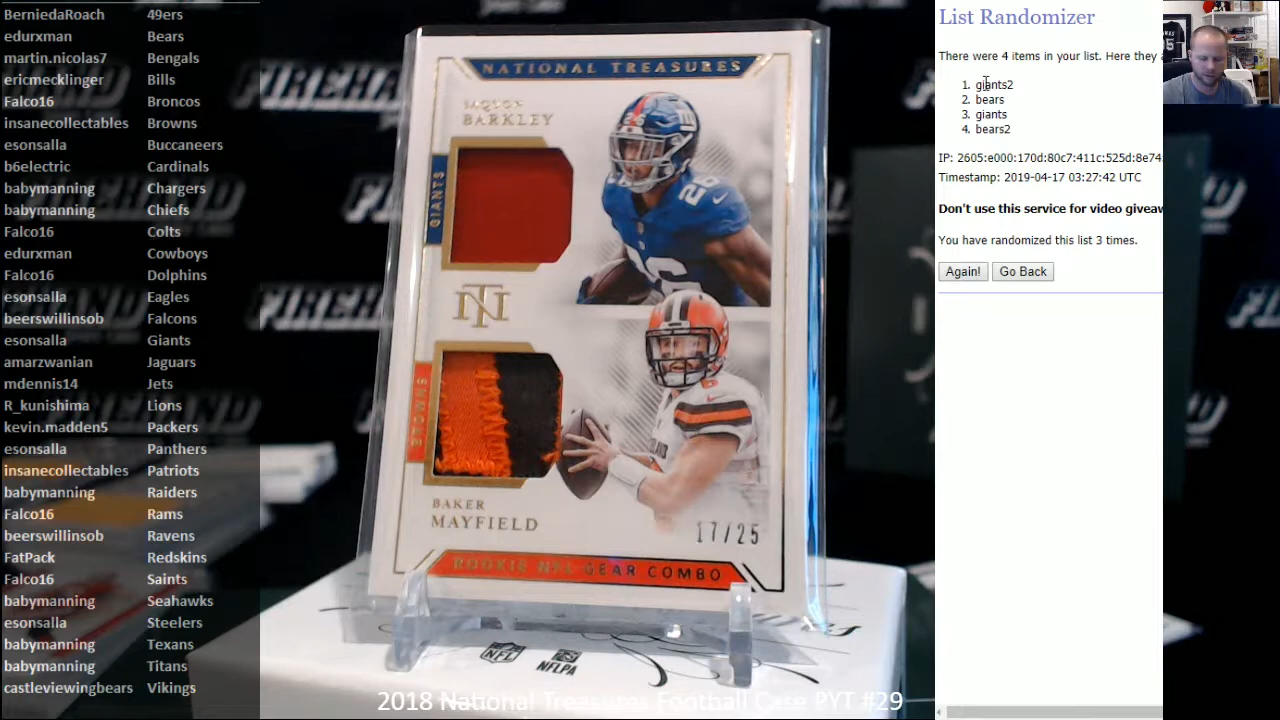 BerniedaRoach 49ers
edurxman Bears
martin.nicolas7 Bengals
ericmecklinger Bills
Falco16 Broncos
insanecollectables Browns
esonsalla Buccaneers
b6electric Cardinals
babymanning Chargers
babymanning Chiefs
Falco16 Colts
edurxman Cowboys
Falco16 Dolphins
esonsalla Eagles
beerswillinsob Falcons
esonsalla Giants
amarzwanian Jaguars
mdennis14 Jets
R_kunishima Lions
kevin.madden5 Packers
esonsalla Panthers
insanecollectables Patriots
babymanning Raiders
Falco16 Rams
beerswillinsob Ravens
FatPack Redskins
Falco16 Saints
babymanning Seahawks
esonsalla Steelers
babymanning Texans
babymanning Titans
castleviewingbears Vikings
NATIONAL TREASURES
SAQUON
BARKLEY
GIANTS
26
NT
BROWNS
BAKER
MAYFIELD
17/25
ROOKIE NFL GEAR COMBO
NFL
NFLPA
FIREHAND
2018 National Treasures Football Case PYT #29
List Randomizer
There were 4 items in your list. Here they
1. giants2
2. bears
3. giants
4. bears2
IP: 2605:e000:170d:80c7:411c:525d:8e74
Timestamp: 2019-04-17 03:27:42 UTC
Don't use this service for video giveaw
You have randomized this list 3 times.
Again! Go Back